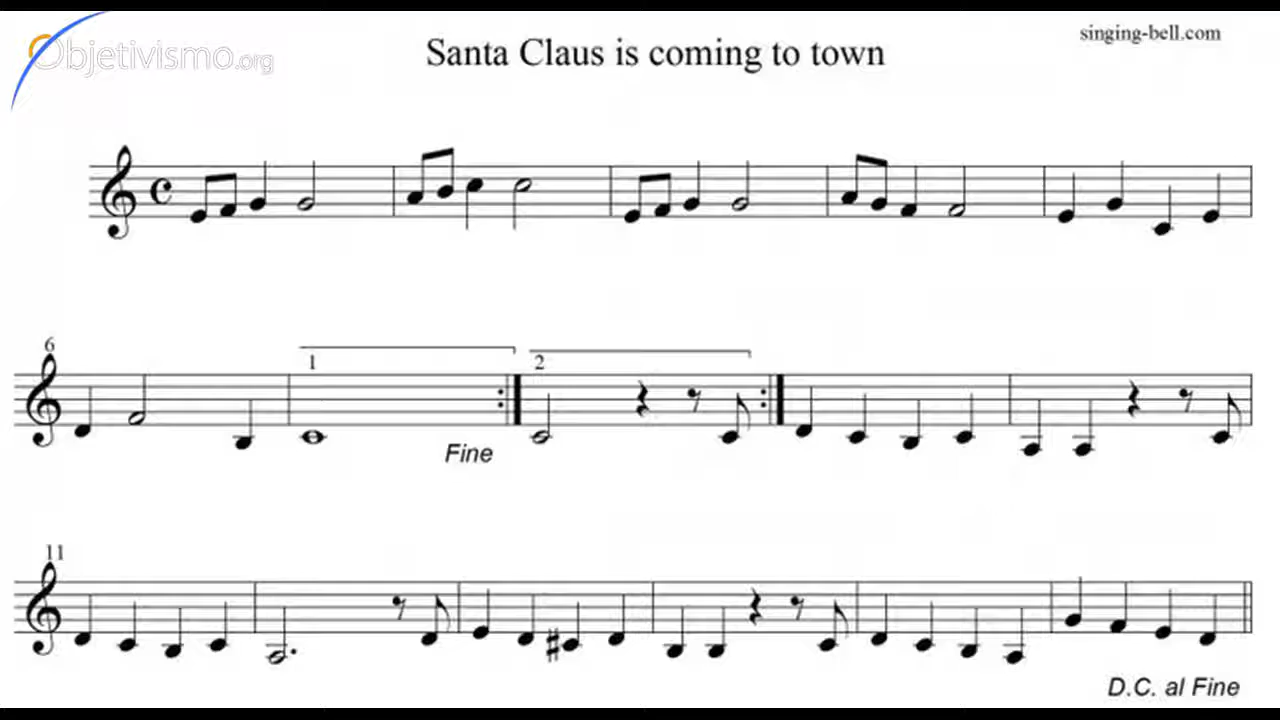 Objetivismo.org
Santa Claus is coming to town
singing-bell.com
6
1
2
Fine
11
D.C. al Fine